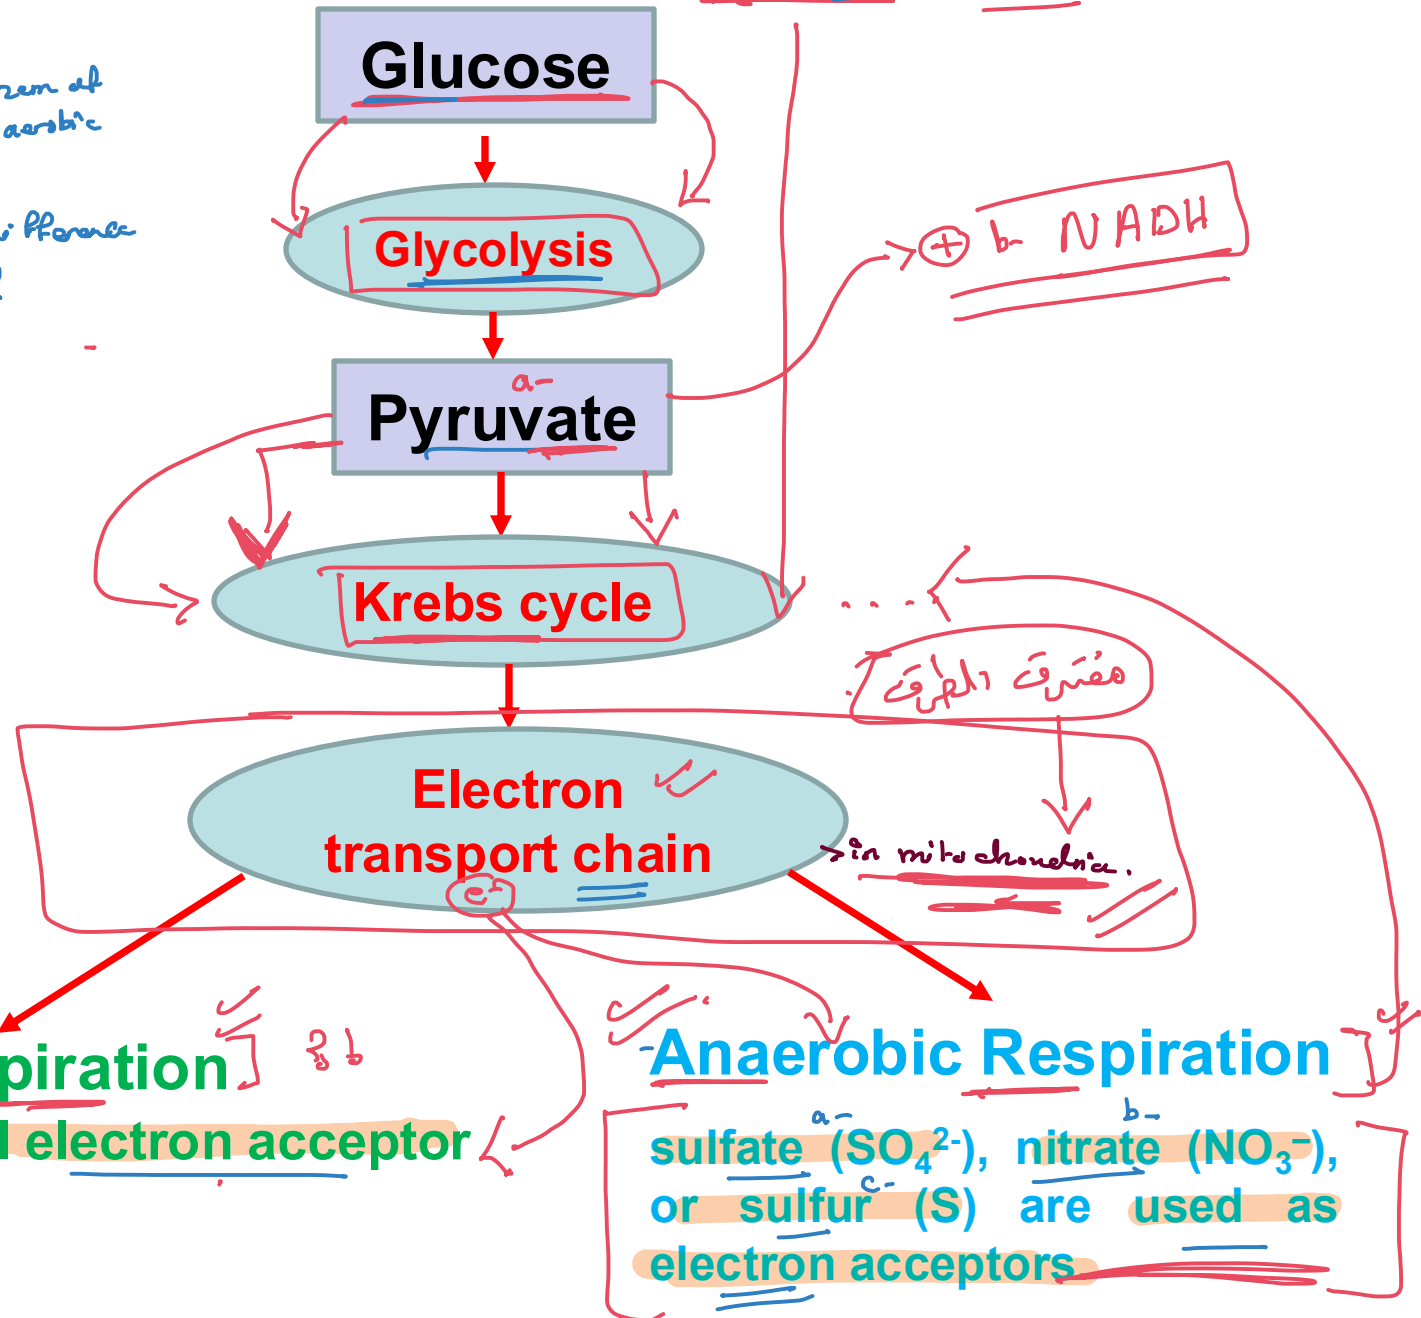 Glucose
aerobic
Glycolysis
+ b- NADH
a-
Pyruvate
Krebs cycle
مفترق الطرق
Electron
transport chain
>in mitochondria.
e-
piration
Anaerobic Respiration
l electron acceptor
a- b-
sulfate (SO₄²⁻), nitrate (NO₃⁻),
c-
or sulfur (S) are used as
electron acceptors